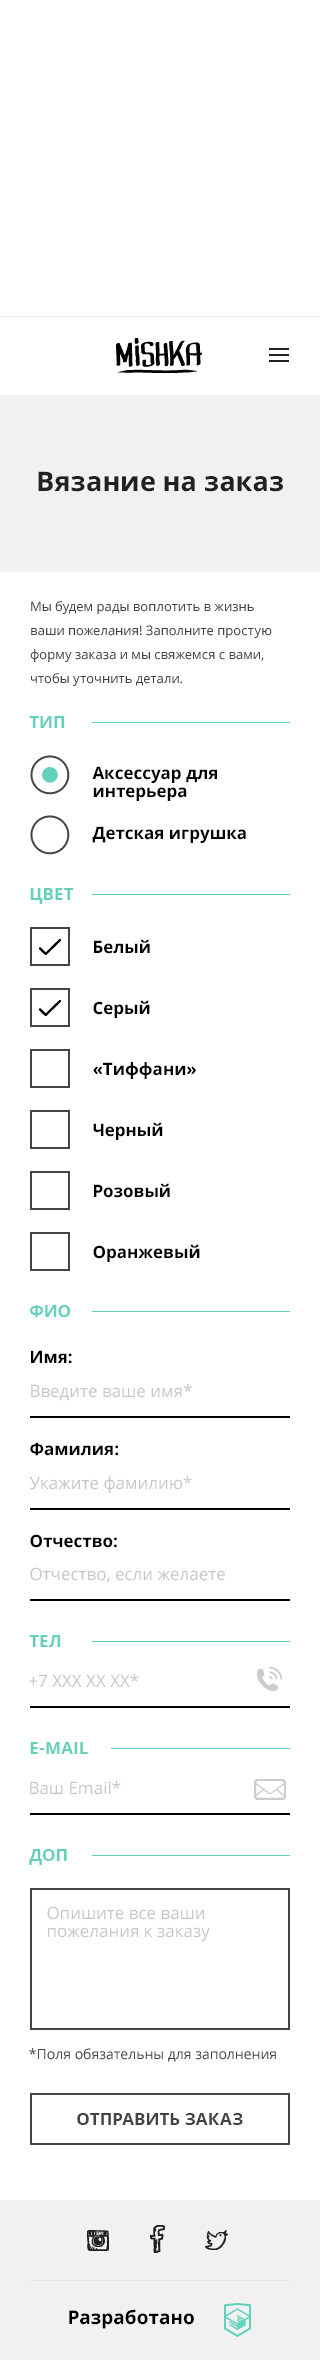 MiSHKA
Вязание на заказ
Мы будем рады воплотить в жизнь
ваши пожелания! Заполните простую
форму заказа и мы свяжемся с вами,
чтобы уточнить детали.
ТИП
Аксессуар для
интерьера
Детская игрушка
ЦВЕТ
Белый
Серый
«Тиффани»
Черный
Розовый
Оранжевый
ФИО
Имя:
Введите ваше имя*
Фамилия:
Укажите фамилию*
Отчество:
Отчество, если желаете
ТЕЛ
+7 XXX XX XX*
E-MAIL
Ваш Email*
ДОП
Опишите все ваши
пожелания к заказу
*Поля обязательны для заполнения
ОТПРАВИТЬ ЗАКАЗ
Разработано